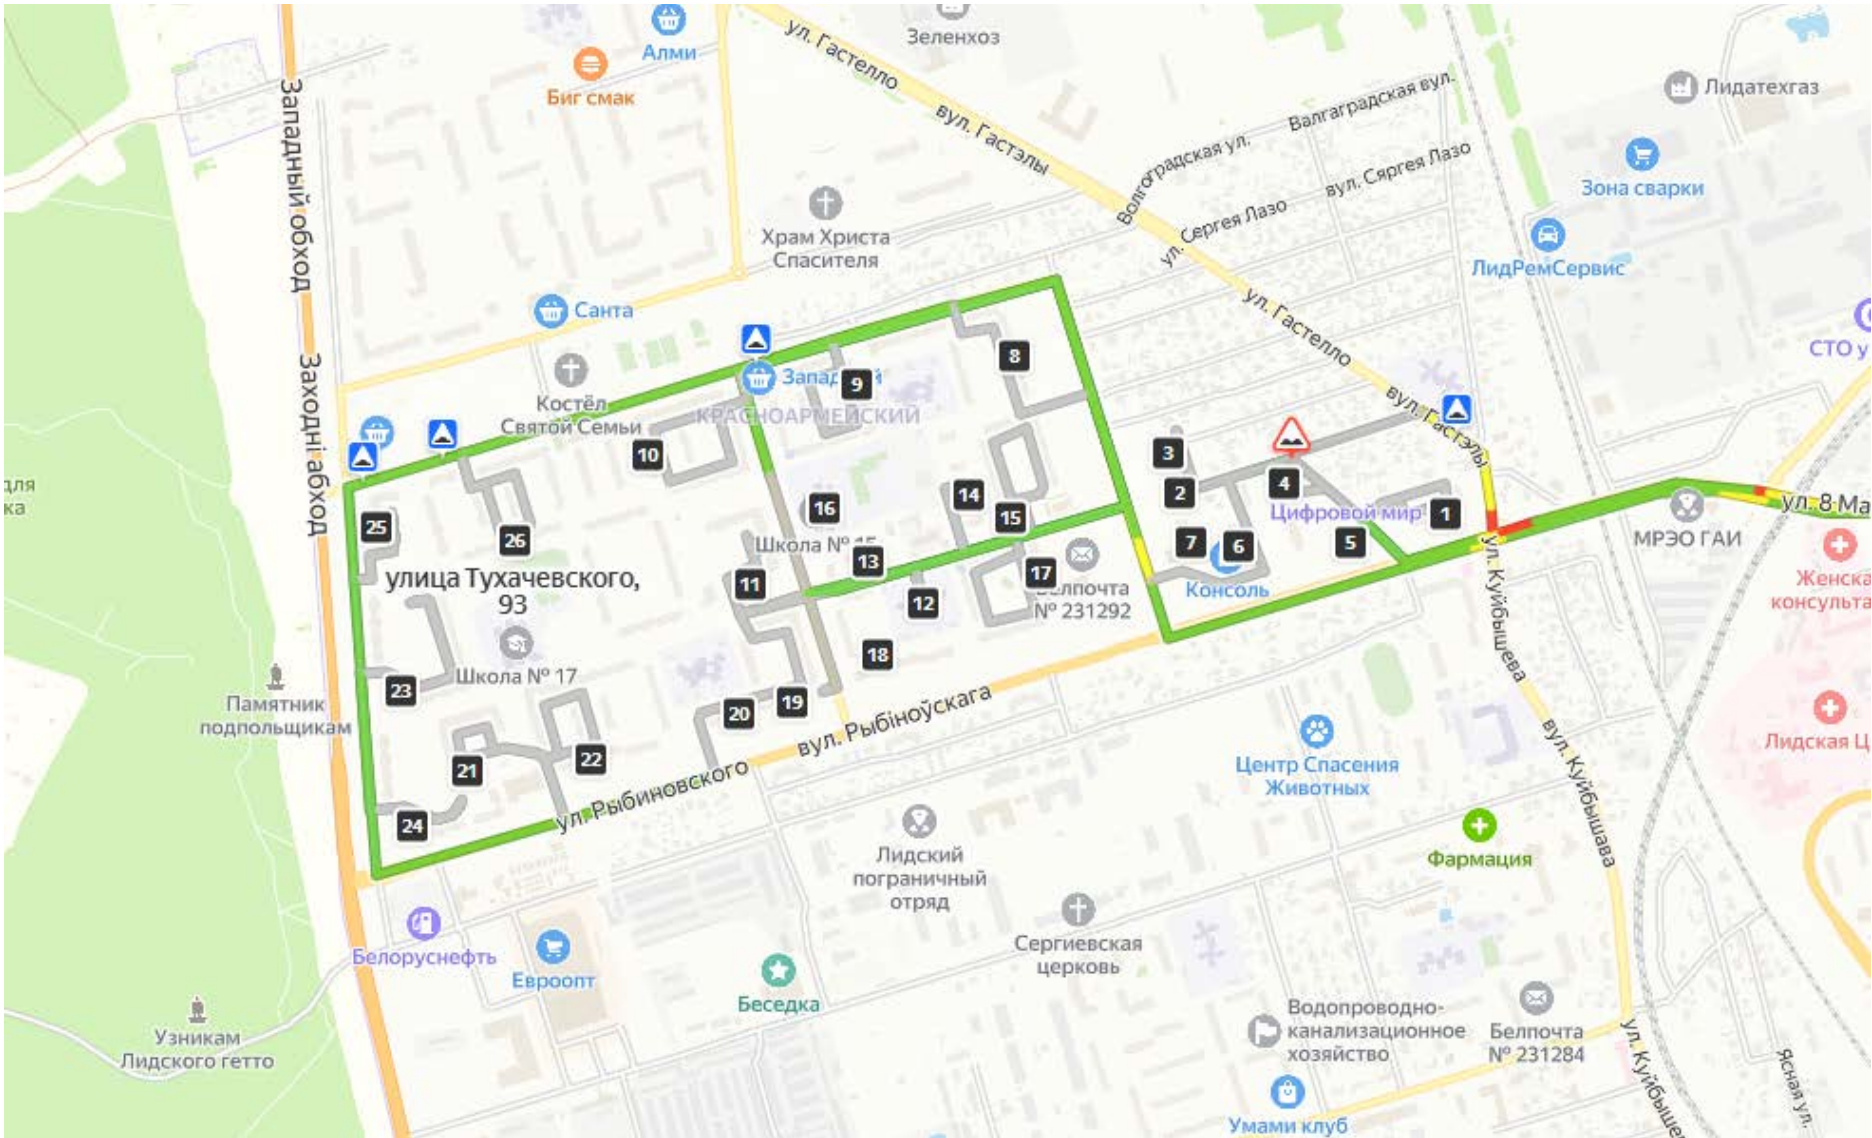 Алми
Биг смак
Зеленхоз
ул. Гастелло
вул. Гастэлы
Волгоградская ул.
Валгаградская вул.
ул. Сергея Лазо
вул. Сяргея Лазо
Лидатехгаз
Зона сварки
ЛидРемСервис
СТО у
Западный обход
Заходні абход
Храм Христа
Спасителя
Санта
Костёл
Святой Семьи
КРАСНОАРМЕЙСКИЙ
ул. Гастелло
вул. Гастэлы
8
9
10
3
2
4
1
Цифровой мир
16
14
15
Школа № 15
13
7
6
5
Консоль
ул. 8 Ма
МРЭО ГАИ
Женска
консульта
25
26
улица Тухачевского,
93
11
12
17
Белпочта
№ 231292
Школа № 17
18
23
19
20
22
21
24
ул. Рыбиновского
вул. Рыбіноўскага
Памятник
подпольщикам
ул. Куйбышева
вул. Куйбышава
Лидская Ц
Центр Спасения
Животных
Фармация
Лидский
пограничный
отряд
Белоруснефть
Евроопт
Беседка
Сергиевская
церковь
Узникам
Лидского гетто
Водопроводно-
канализационное
хозяйство
Белпочта
№ 231284
Умами клуб
Ясная ул.